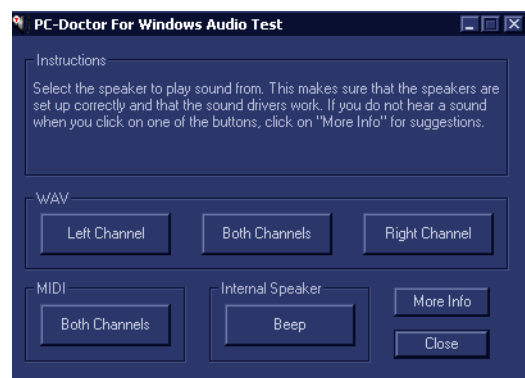 PC-Doctor For Windows Audio Test
Instructions
Select the speaker to play sound from. This makes sure that the speakers are
set up correctly and that the sound drivers work. If you do not hear a sound
when you click on one of the buttons, click on "More Info" for suggestions.
WAV
Left Channel
Both Channels
Right Channel
MIDI
Both Channels
Internal Speaker
Beep
More Info
Close